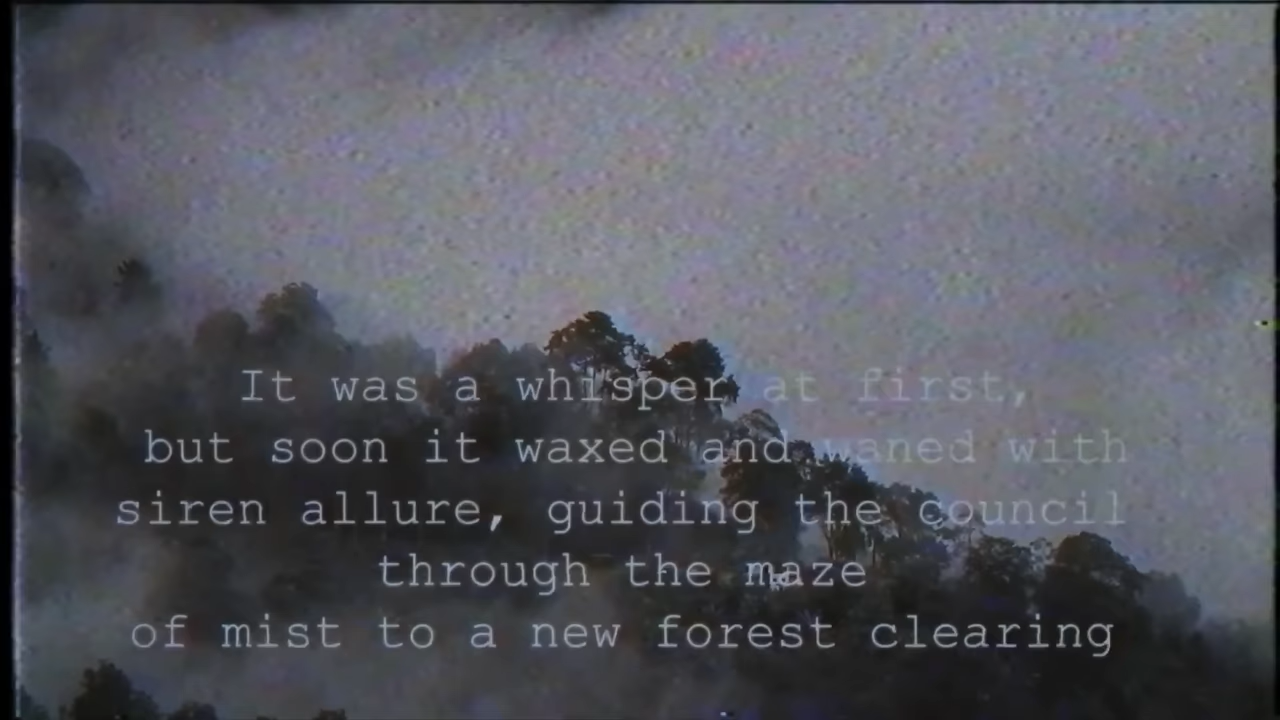 It was a whisper at first,
but soon it waxed and waned with
siren allure, guiding the council
through the maze
of mist to a new forest clearing